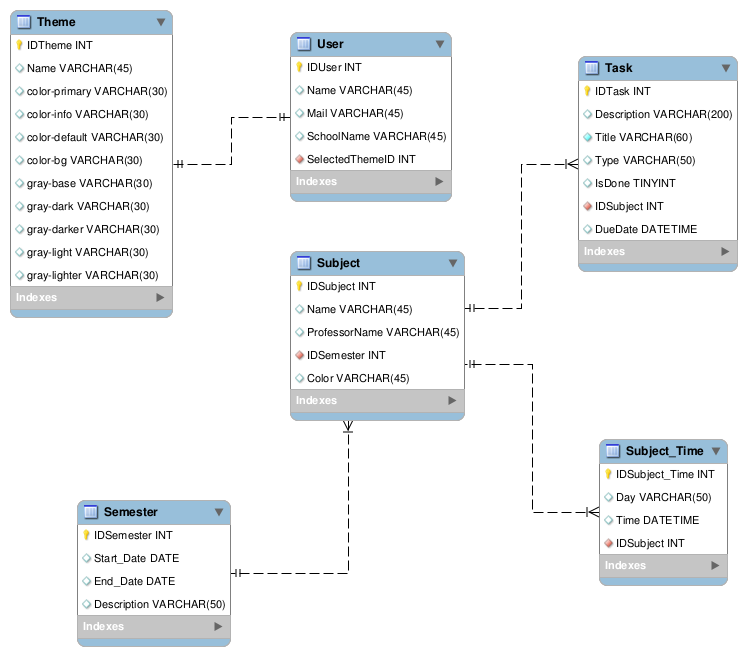 Theme
IDTheme INT
Name VARCHAR(45)
color-primary VARCHAR(30)
color-info VARCHAR(30)
color-default VARCHAR(30)
color-bg VARCHAR(30)
gray-base VARCHAR(30)
gray-dark VARCHAR(30)
gray-darker VARCHAR(30)
gray-light VARCHAR(30)
gray-lighter VARCHAR(30)
Indexes
User
IDUser INT
Name VARCHAR(45)
Mail VARCHAR(45)
SchoolName VARCHAR(45)
SelectedThemeID INT
Indexes
Task
IDTask INT
Description VARCHAR(200)
Title VARCHAR(60)
Type VARCHAR(50)
IsDone TINYINT
IDSubject INT
DueDate DATETIME
Indexes
Subject
IDSubject INT
Name VARCHAR(45)
ProfessorName VARCHAR(45)
IDSemester INT
Color VARCHAR(45)
Indexes
Subject_Time
IDSubject_Time INT
Day VARCHAR(50)
Time DATETIME
IDSubject INT
Indexes
Semester
IDSemester INT
Start_Date DATE
End_Date DATE
Description VARCHAR(50)
Indexes